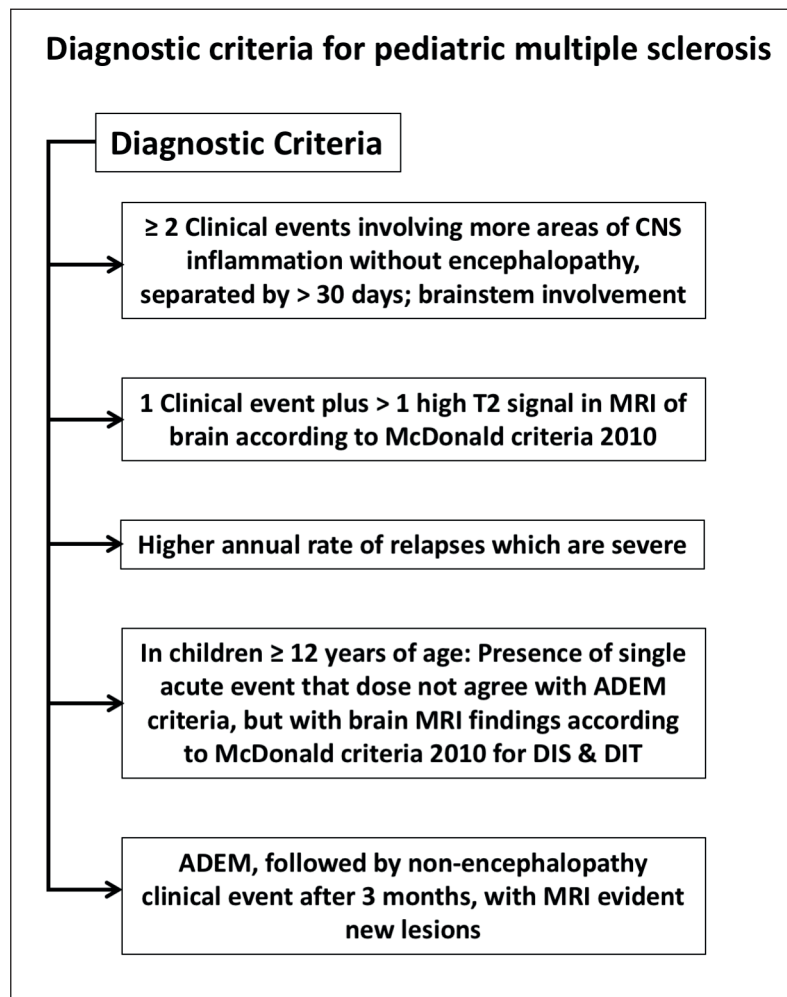 Diagnostic criteria for pediatric multiple sclerosis
Diagnostic Criteria
≥ 2 Clinical events involving more areas of CNS
inflammation without encephalopathy,
separated by > 30 days; brainstem involvement
1 Clinical event plus > 1 high T2 signal in MRI of
brain according to McDonald criteria 2010
Higher annual rate of relapses which are severe
In children ≥ 12 years of age: Presence of single
acute event that dose not agree with ADEM
criteria, but with brain MRI findings according
to McDonald criteria 2010 for DIS & DIT
ADEM, followed by non-encephalopathy
clinical event after 3 months, with MRI evident
new lesions